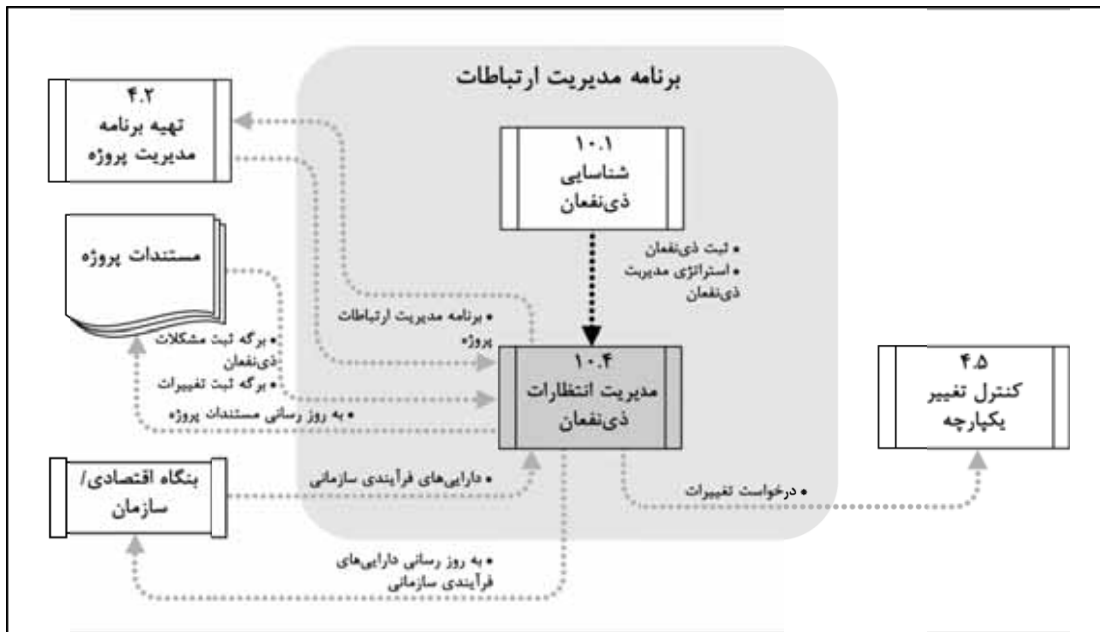 برنامه مدیریت ارتباطات
۴.۲
تهیه برنامه
مدیریت پروژه
۱۰.۱
شناسایی
ذی‌نفعان
• ثبت ذی‌نفعان
• استراتژی مدیریت
ذی‌نفعان
مستندات پروژه
• برنامه مدیریت ارتباطات
پروژه
• برگه ثبت مشکلات
ذی‌نفعان
• برگه ثبت تغییرات
• به روز رسانی مستندات پروژه
۱۰.۴
مدیریت انتظارات
ذی‌نفعان
۴.۵
کنترل تغییر
یکپارچه
بنگاه اقتصادی/
سازمان
• دارایی‌های فرآیندی سازمانی
• درخواست تغییرات
• به روز رسانی دارایی‌های
فرآیندی سازمانی